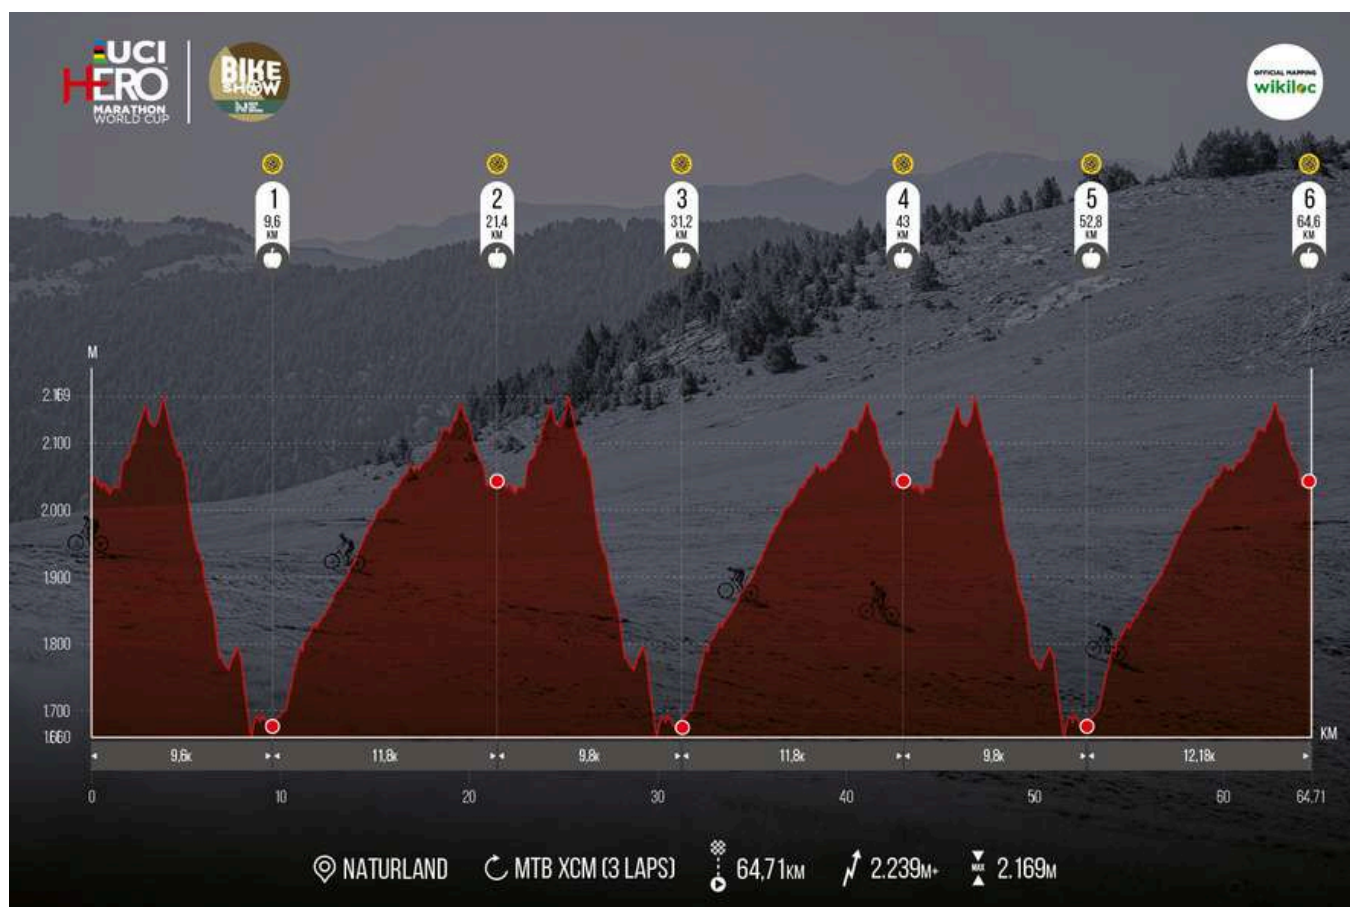 UCI
HERO
MARATHON
WORLD CUP
BIKE
SHOW
NZ
OFFICIAL MAPPING
wikiloc
1
9,6
KM
2
21,4
KM
3
31,2
KM
4
43
KM
5
52,8
KM
6
64,6
KM
M
2.169
2.100
2.000
1.900
1.800
1.700
1.660
KM
9,6k
11,8k
9,8k
11,8k
9,8k
12,18k
0
10
20
30
40
50
60
64,71
NATURLAND
MTB XCM (3 LAPS)
64,71KM
2.239M+
MAX
2.169M